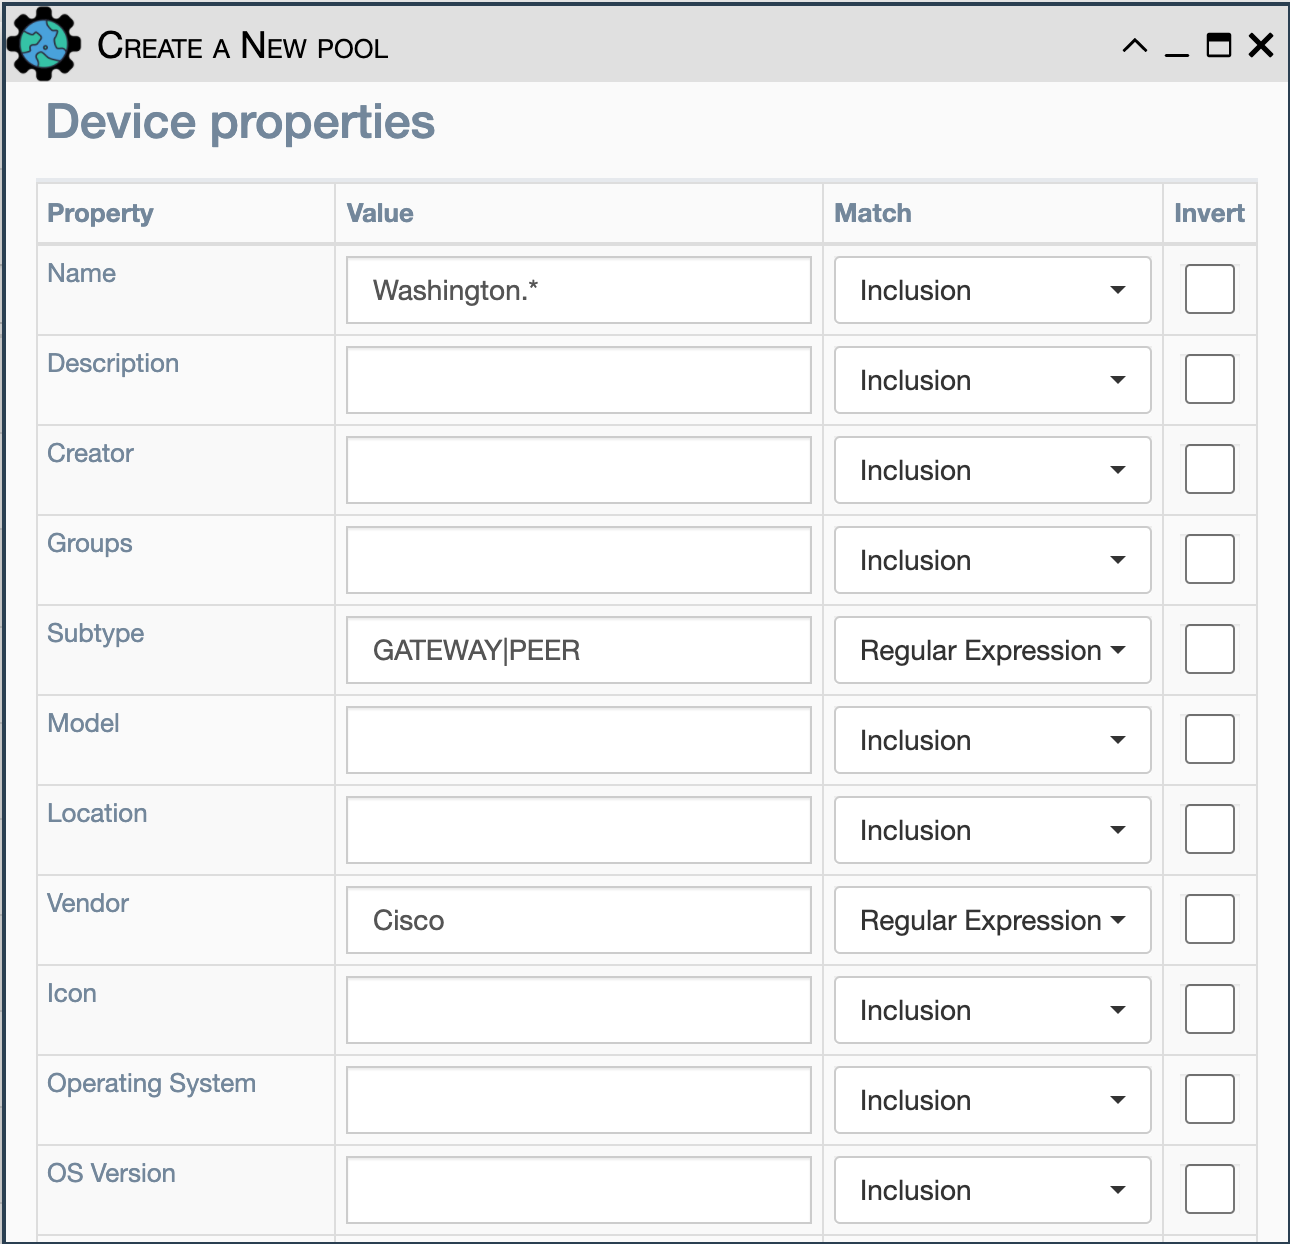 Create a New pool
Device properties
Property Value Match Invert
Name Washington.* Inclusion
Description Inclusion
Creator Inclusion
Groups Inclusion
Subtype GATEWAY|PEER Regular Expression
Model Inclusion
Location Inclusion
Vendor Cisco Regular Expression
Icon Inclusion
Operating System Inclusion
OS Version Inclusion